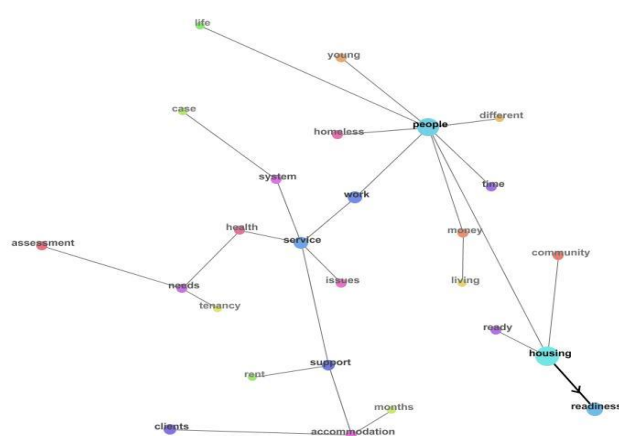 life
young
case
different
people
homeless
system
time
work
health
money
assessment
service
community
needs
issues
living
tenancy
ready
housing
support
rent
months
readiness
clients
accommodation